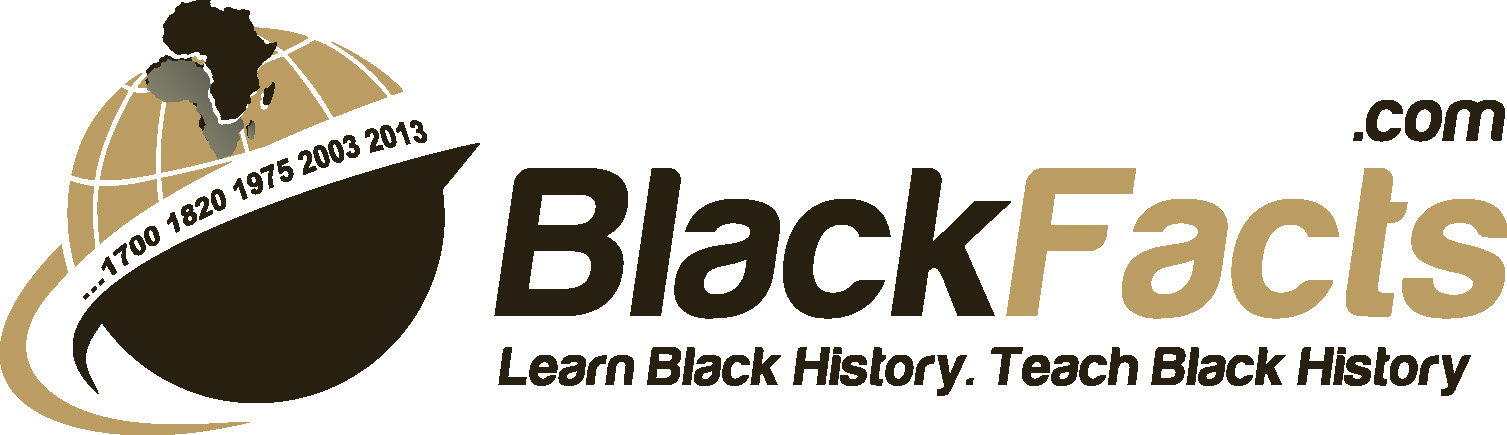 ...1700 1820 1975 2003 2013
.com
BlackFacts
Learn Black History. Teach Black History